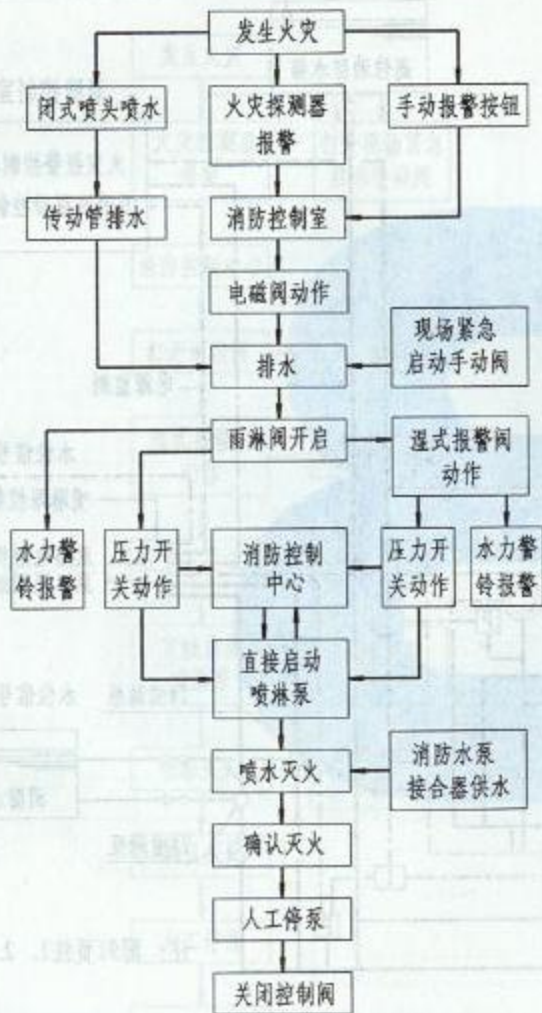 发生火灾
闭式喷头喷水
火灾探测器
报警
手动报警按钮
传动管排水
消防控制室
电磁阀动作
现场紧急
启动手动阀
排水
雨淋阀开启
湿式报警阀
动作
水力警
铃报警
压力开
关动作
消防控制
中心
压力开
关动作
水力警
铃报警
直接启动
喷淋泵
喷水灭火
消防水泵
接合器供水
确认灭火
人工停泵
关闭控制阀